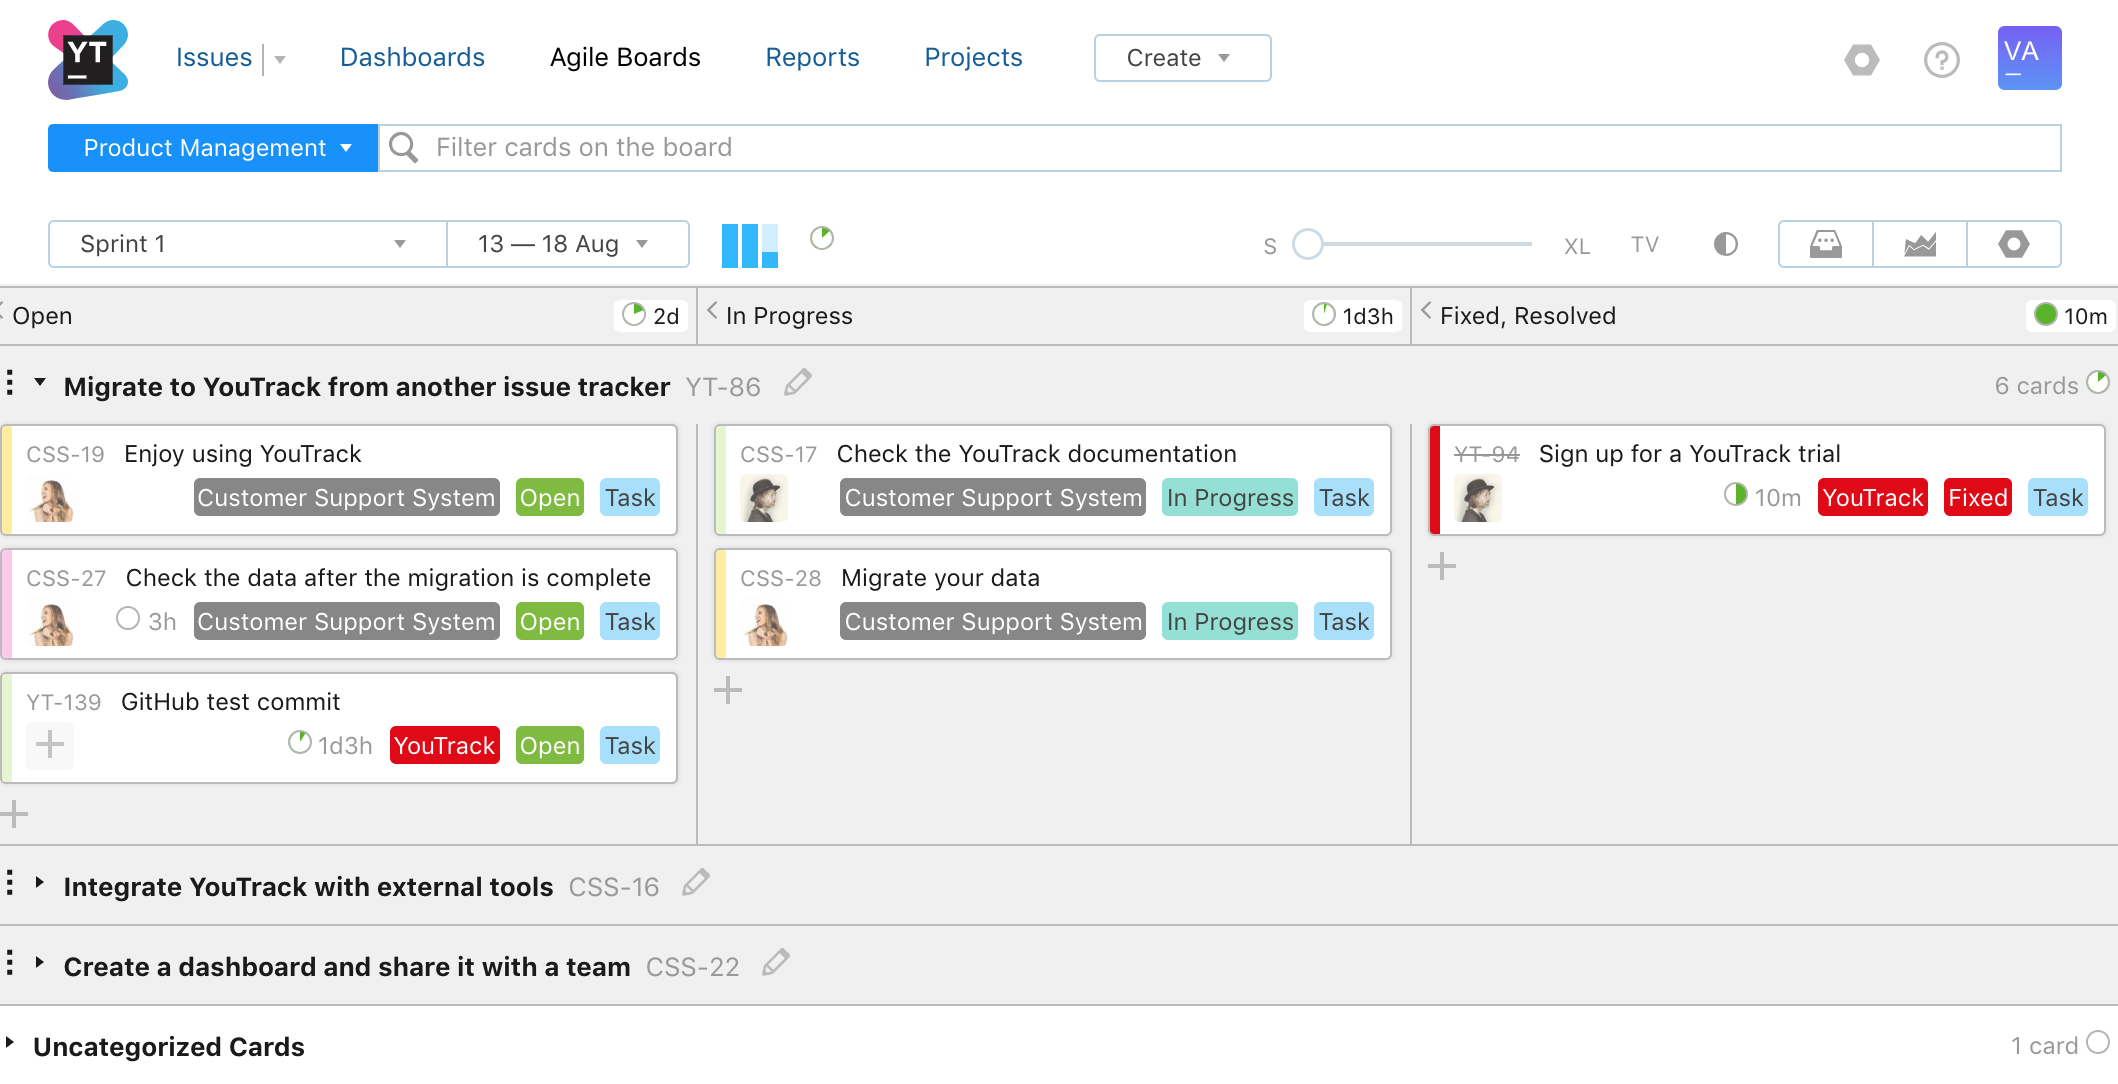 YT
Issues Dashboards Agile Boards Reports Projects Create
?
VA
Product Management Filter cards on the board
Sprint 1 13 — 18 Aug S XL TV
Open 2d In Progress 1d3h Fixed, Resolved 10m
Migrate to YouTrack from another issue tracker YT-86 6 cards
CSS-19 Enjoy using YouTrack
Customer Support System Open Task
CSS-27 Check the data after the migration is complete
3h Customer Support System Open Task
YT-139 GitHub test commit
1d3h YouTrack Open Task
CSS-17 Check the YouTrack documentation
Customer Support System In Progress Task
CSS-28 Migrate your data
Customer Support System In Progress Task
YT-94 Sign up for a YouTrack trial
10m YouTrack Fixed Task
Integrate YouTrack with external tools CSS-16
Create a dashboard and share it with a team CSS-22
Uncategorized Cards 1 card